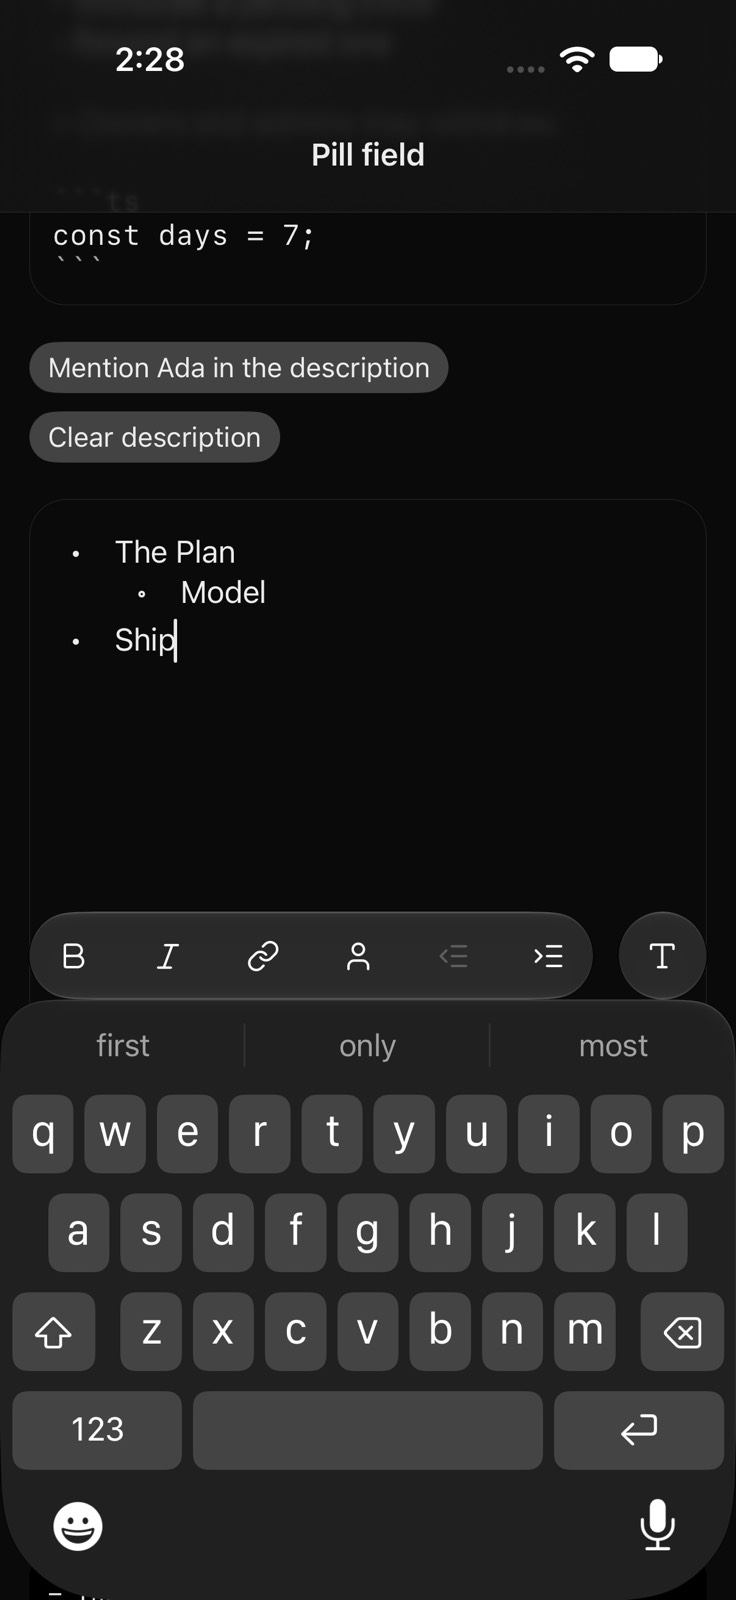 2:28
Pill field
```ts
const days = 7;
```
Mention Ada in the description
Clear description
• The Plan
◦ Model
• Ship
B I T
first only most
q w e r t y u i o p
a s d f g h j k l
z x c v b n m
123